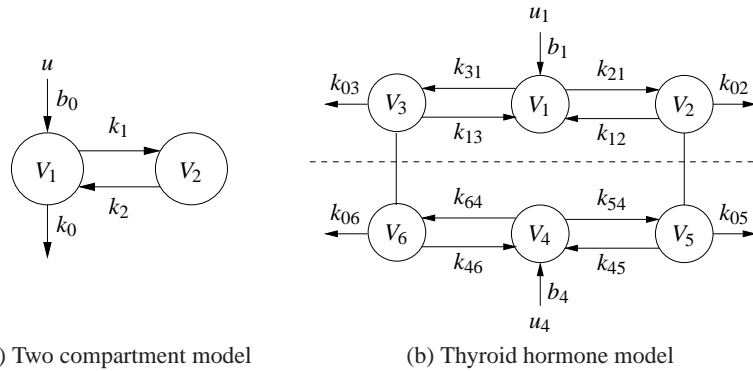 u
b0
k1
V1
V2
k2
k0
) Two compartment model
u1
b1
k03
k31
k21
k02
V3
V1
V2
k13
k12
k06
k64
k54
k05
V6
V4
V5
k46
k45
b4
u4
(b) Thyroid hormone model